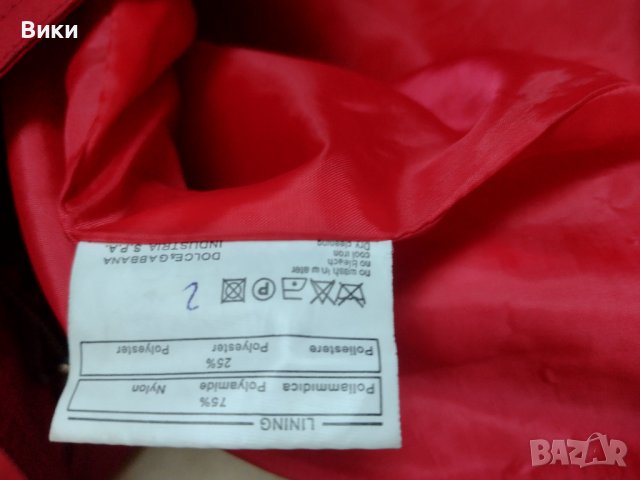 Вики
LINING
75%
Poliammidica Polyamide Nylon
25%
Poliestere Polyester Polyester
2
no wash in water
no bleach
cool iron
Dry cleaning
DOLCE&GABBANA
INDUSTRIA S.P.A.
BAZAR